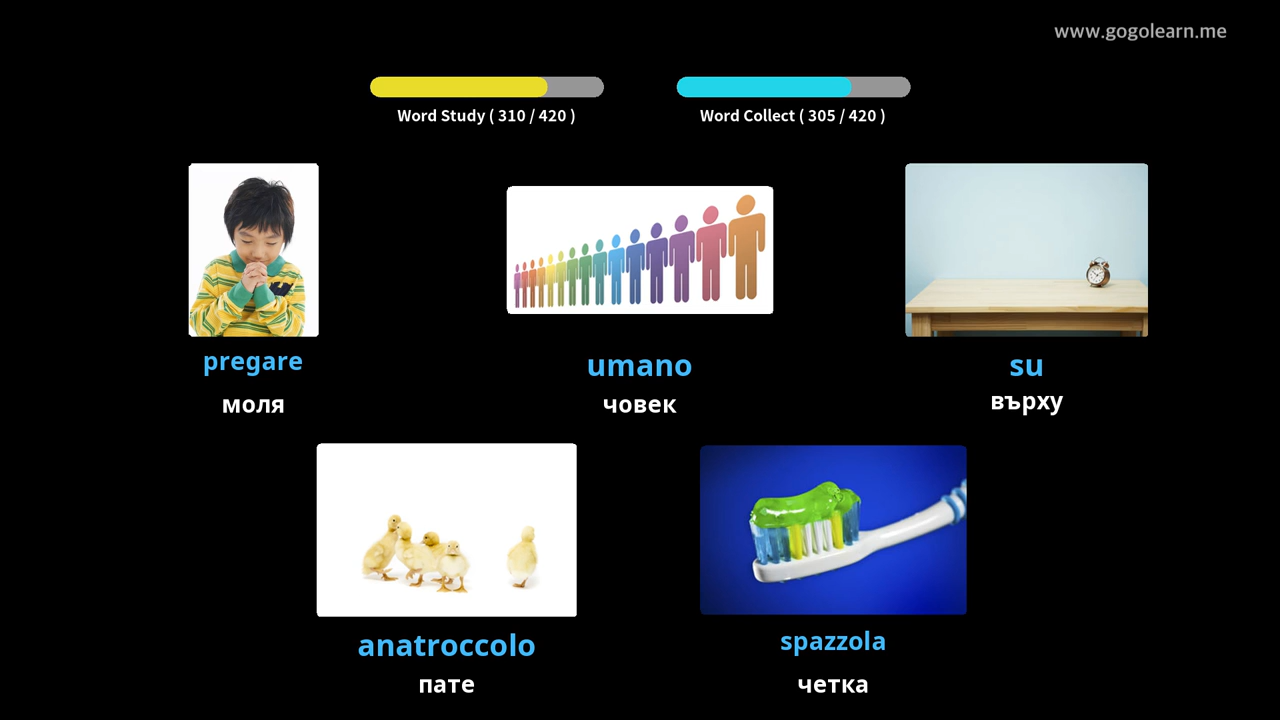 www.gogolearn.me
Word Study ( 310 / 420 )
Word Collect ( 305 / 420 )
pregare
моля
umano
човек
su
върху
anatroccolo
пате
spazzola
четка